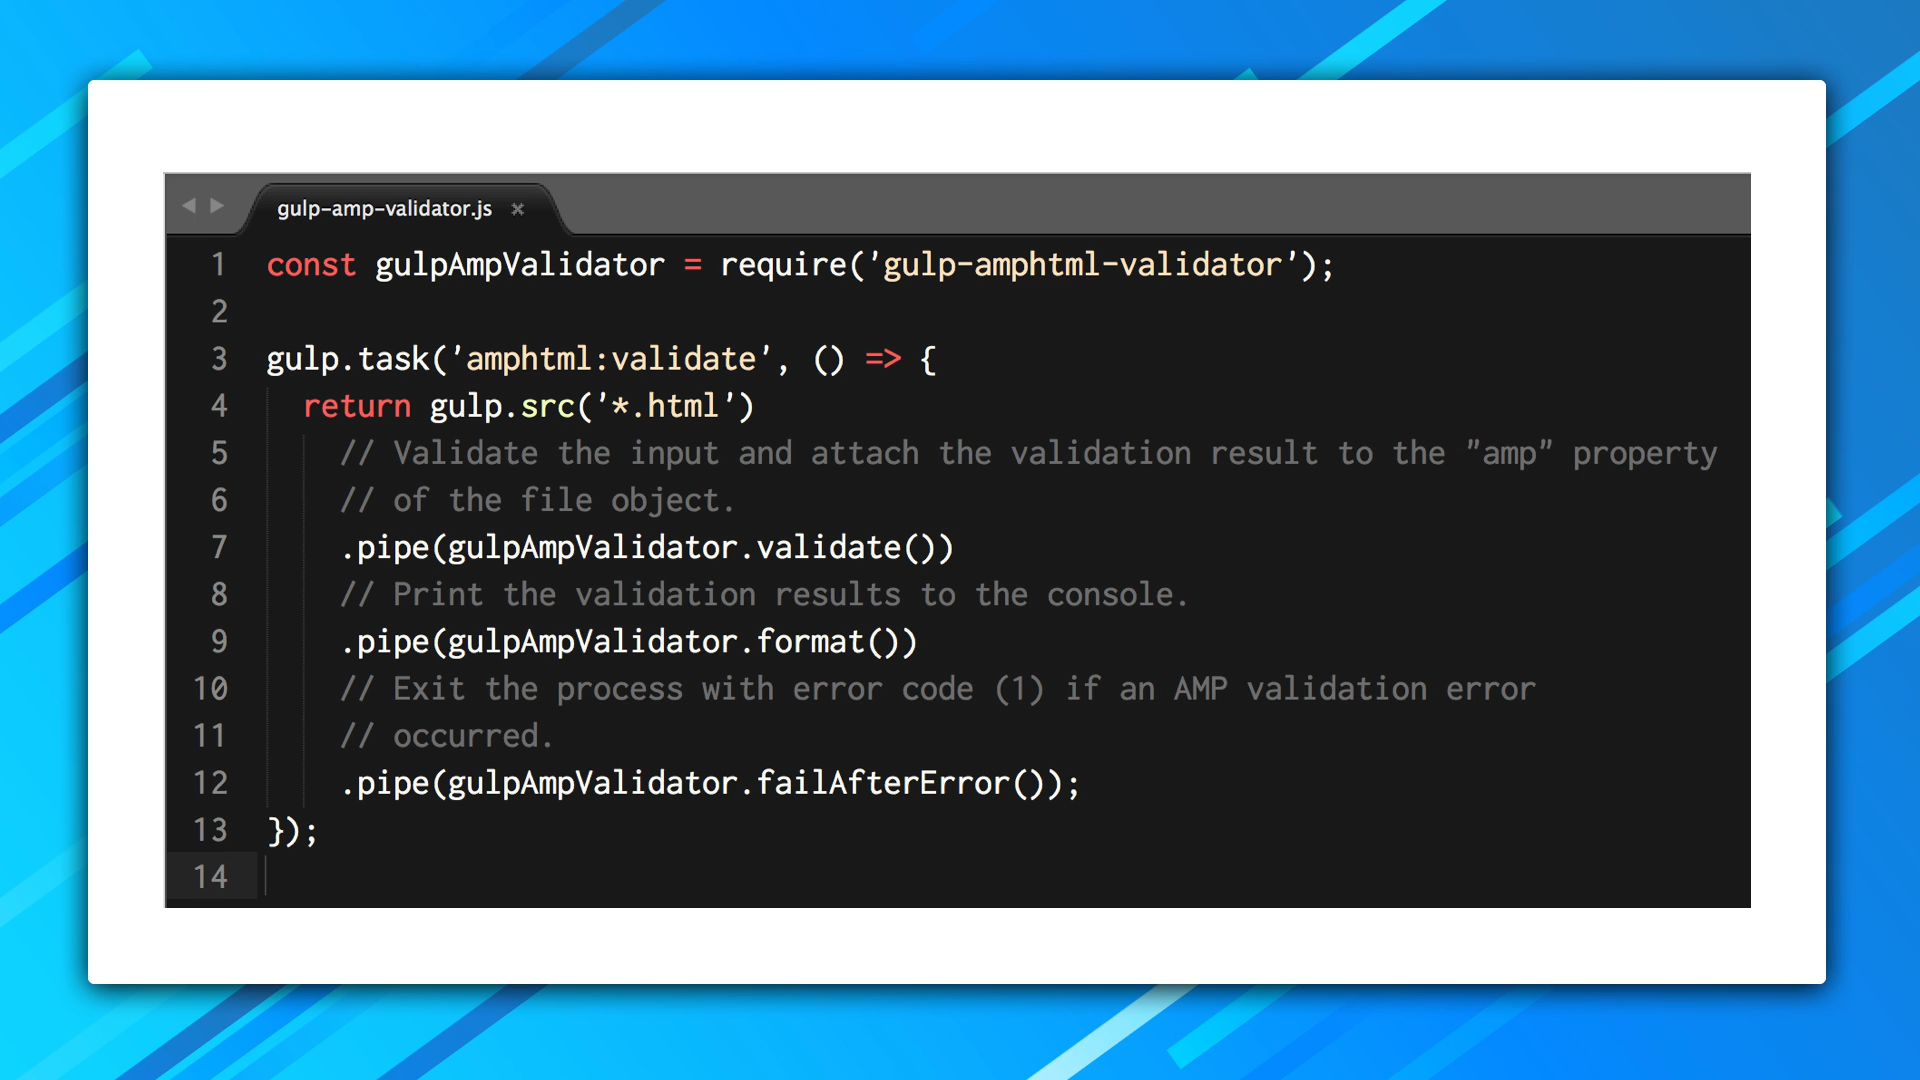 gulp-amp-validator.js ×
1 const gulpAmpValidator = require('gulp-amphtml-validator');
2
3 gulp.task('amphtml:validate', () => {
4   return gulp.src('*.html')
5     // Validate the input and attach the validation result to the "amp" property
6     // of the file object.
7     .pipe(gulpAmpValidator.validate())
8     // Print the validation results to the console.
9     .pipe(gulpAmpValidator.format())
10     // Exit the process with error code (1) if an AMP validation error
11     // occurred.
12     .pipe(gulpAmpValidator.failAfterError());
13 });
14